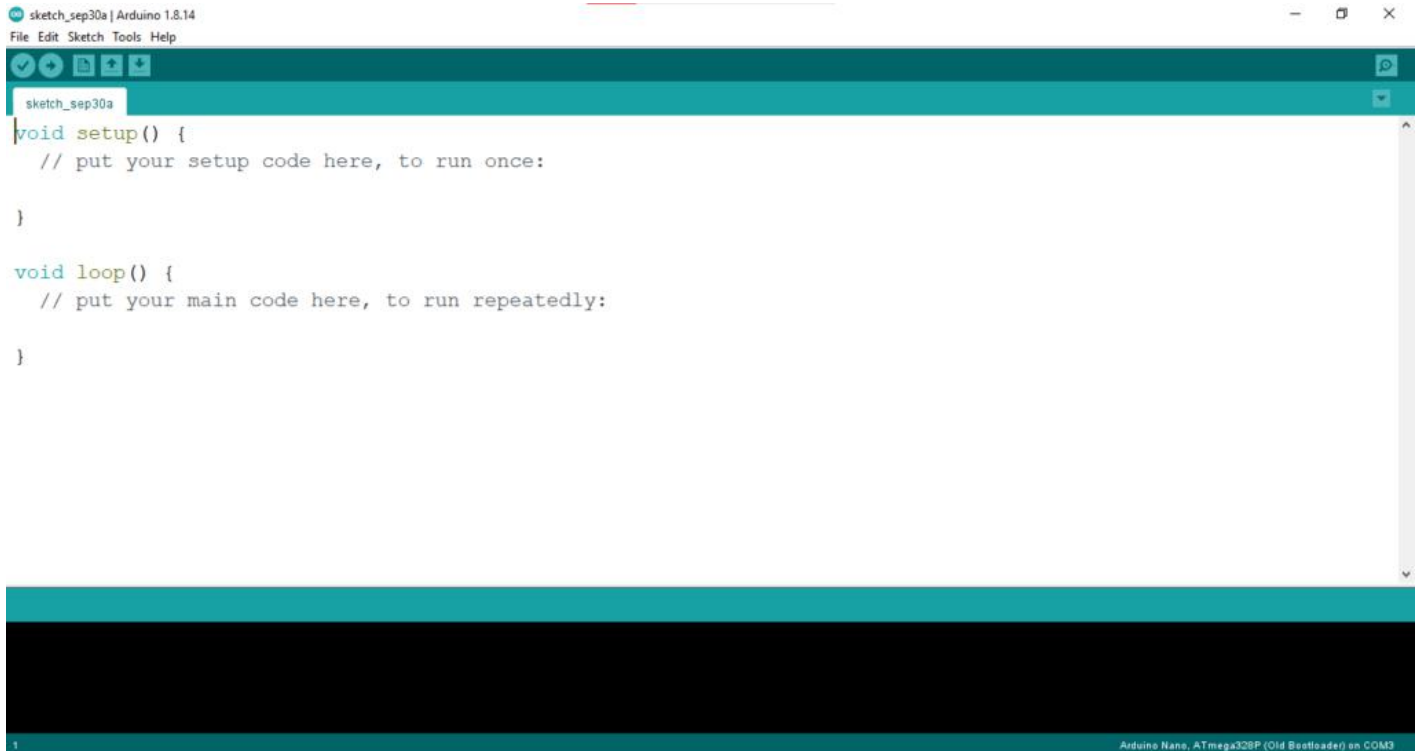 sketch_sep30a | Arduino 1.8.14
File Edit Sketch Tools Help
sketch_sep30a
void setup() {
  // put your setup code here, to run once:
}
void loop() {
  // put your main code here, to run repeatedly:
}
1
Arduino Nano, ATmega328P (Old Bootloader) on COM3